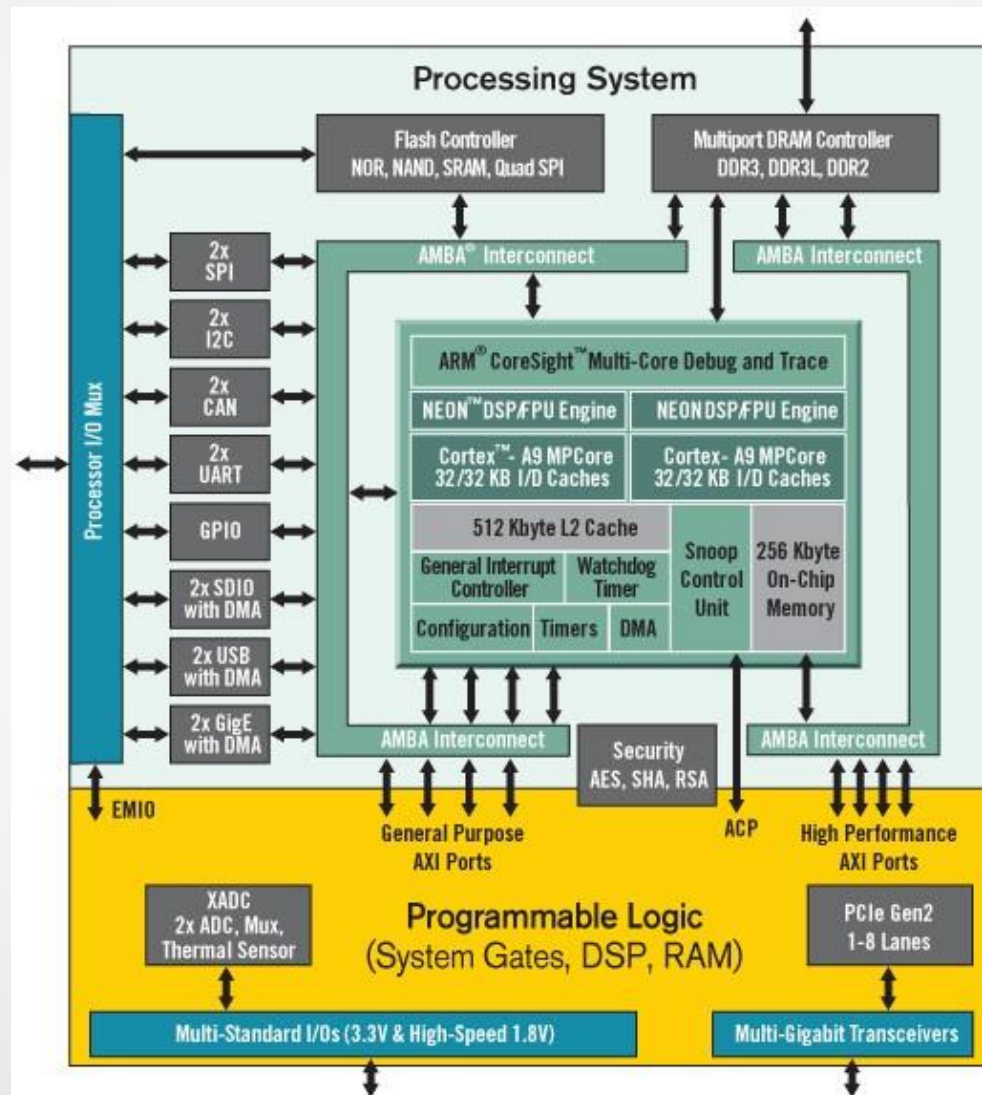 Processing System
Flash Controller
NOR, NAND, SRAM, Quad SPI
Multiport DRAM Controller
DDR3, DDR3L, DDR2
AMBA® Interconnect
AMBA Interconnect
Processor I/O Mux
2x
SPI
2x
I2C
2x
CAN
2x
UART
GPIO
2x SDIO
with DMA
2x USB
with DMA
2x GigE
with DMA
ARM® CoreSight™ Multi-Core Debug and Trace
NEON™ DSP/FPU Engine
NEON DSP/FPU Engine
Cortex™- A9 MPCore
32/32 KB I/D Caches
Cortex- A9 MPCore
32/32 KB I/D Caches
512 Kbyte L2 Cache
General Interrupt
Controller
Watchdog
Timer
Configuration
Timers
DMA
Snoop
Control
Unit
256 Kbyte
On-Chip
Memory
AMBA Interconnect
Security
AES, SHA, RSA
AMBA Interconnect
EMIO
General Purpose
AXI Ports
ACP
High Performance
AXI Ports
XADC
2x ADC, Mux,
Thermal Sensor
Programmable Logic
(System Gates, DSP, RAM)
PCIe Gen2
1-8 Lanes
Multi-Standard I/Os (3.3V & High-Speed 1.8V)
Multi-Gigabit Transceivers